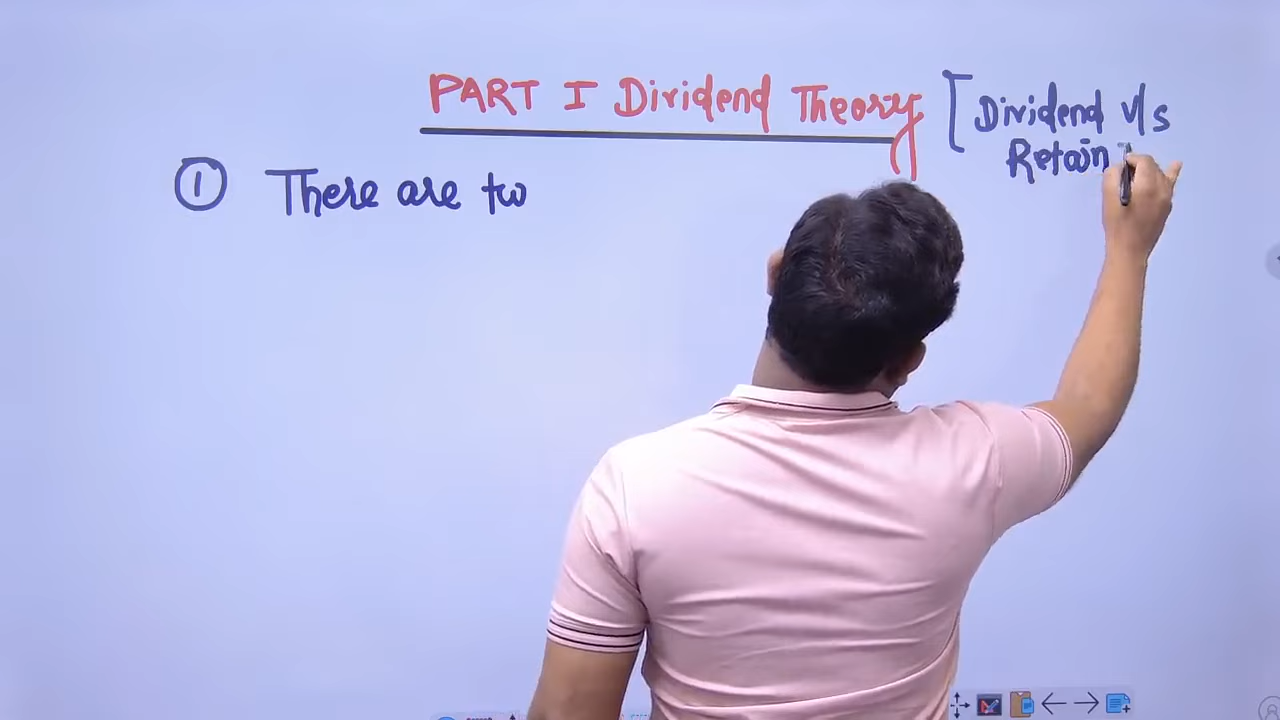 PART I Dividend Theory [ Dividend v/s
Retain
① There are tw